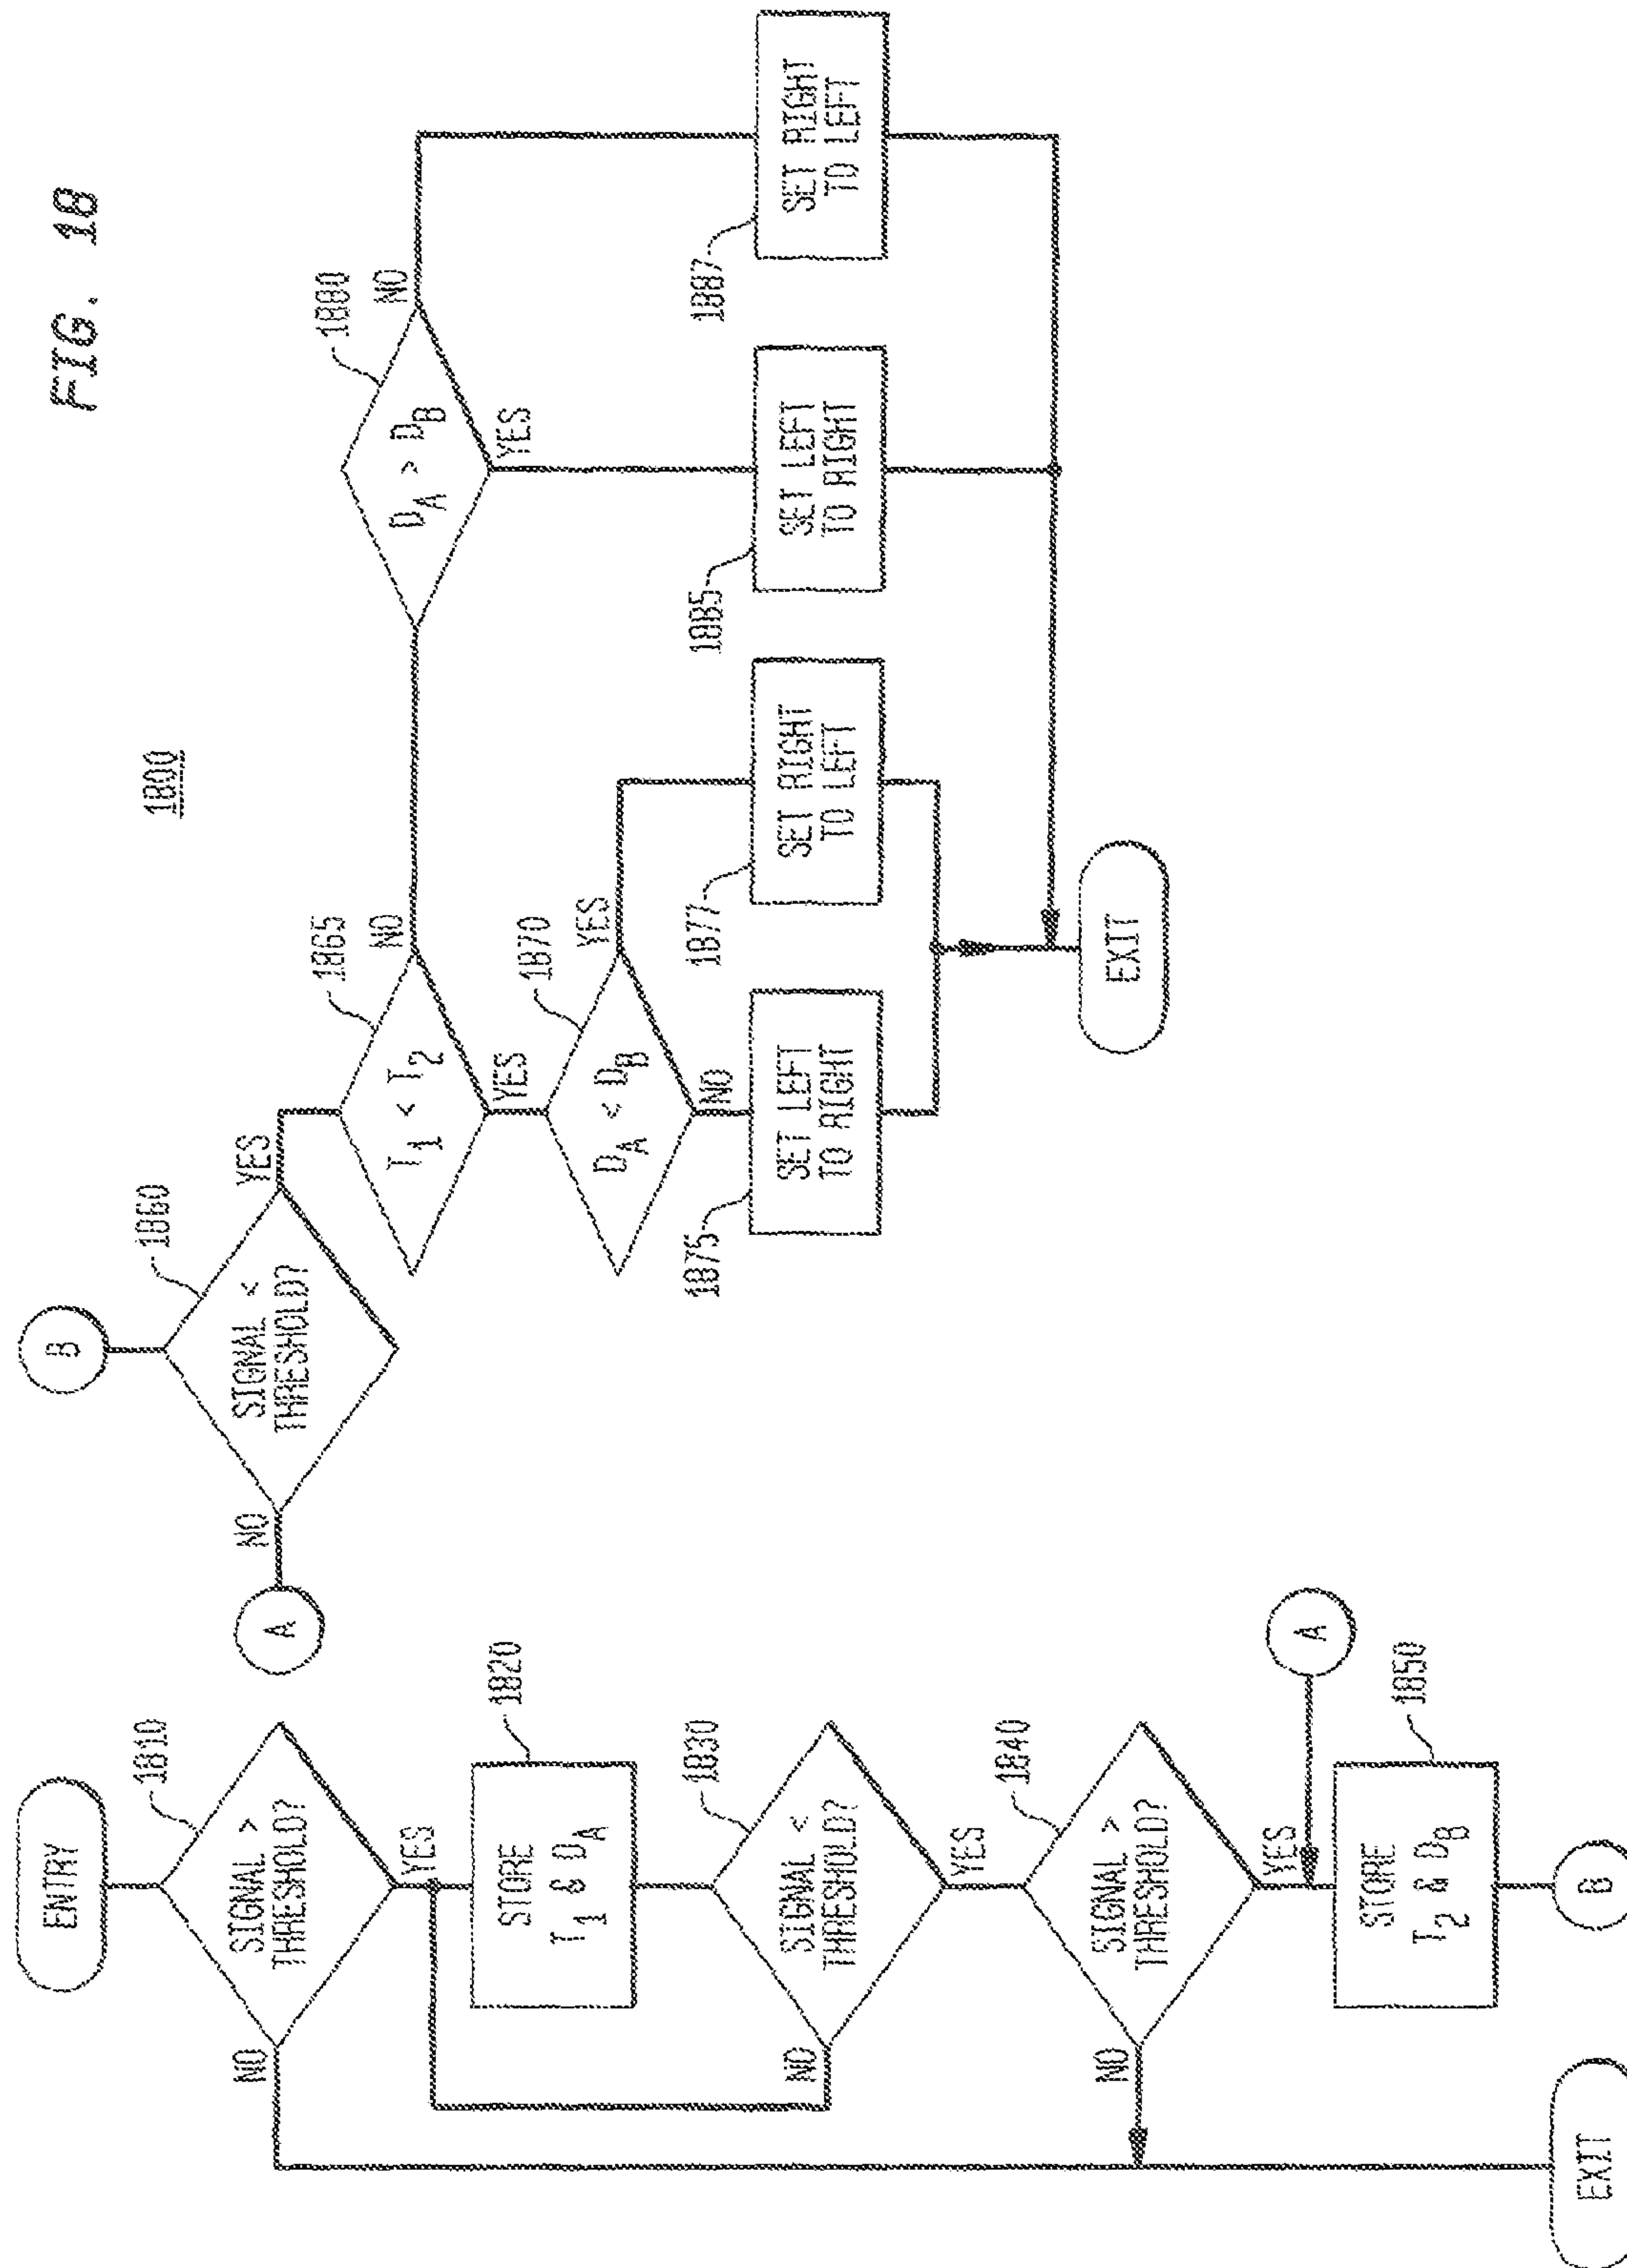 FIG. 18
1800
ENTRY
1810
SIGNAL >
THRESHOLD?
NO
YES
1820
STORE
T1 & DA
1830
SIGNAL <
THRESHOLD?
NO
YES
1840
SIGNAL >
THRESHOLD?
NO
YES
A
1850
STORE
T2 & DB
B
EXIT
B
1860
SIGNAL <
THRESHOLD?
NO
A
YES
1865
T1 < T2
NO
YES
1870
DA < DB
YES
NO
1875
SET LEFT
TO RIGHT
1877
SET RIGHT
TO LEFT
1880
DA > DB
NO
YES
1885
SET LEFT
TO RIGHT
1887
SET RIGHT
TO LEFT
EXIT